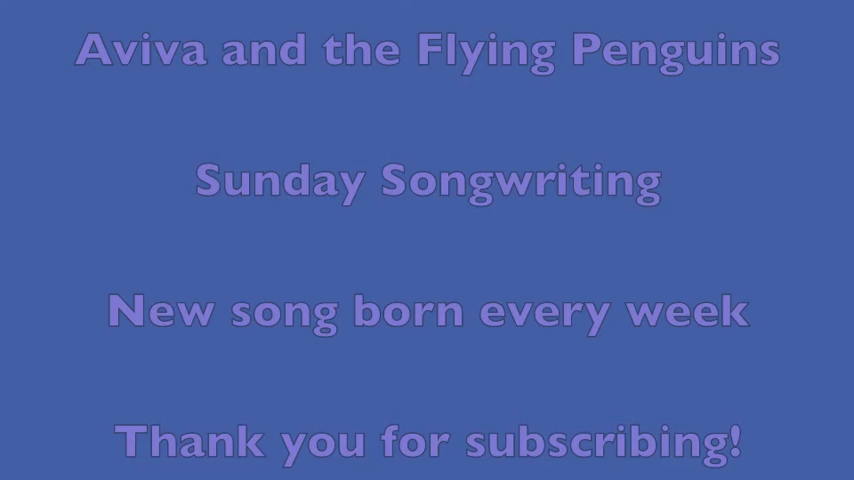 Aviva and the Flying Penguins
Sunday Songwriting
New song born every week
Thank you for subscribing!